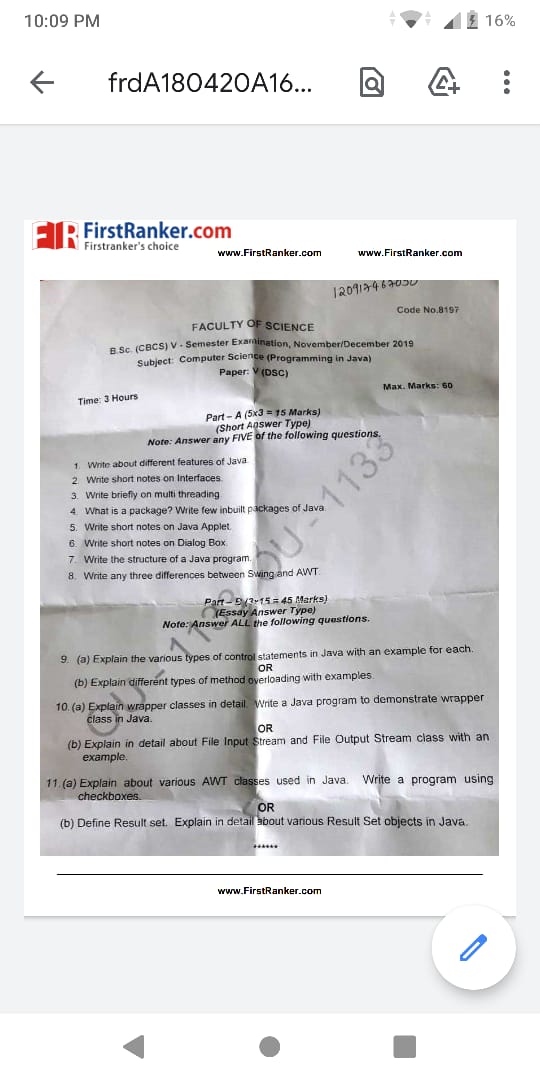 10:09 PM
16%
frdA180420A16...
FirstRanker.com
Firstranker's choice
www.FirstRanker.com www.FirstRanker.com
Code No.8197
FACULTY OF SCIENCE
B.Sc. (CBCS) V - Semester Examination, November/December 2019
Subject: Computer Science (Programming in Java)
Paper: V (DSC)
Time: 3 Hours Max. Marks: 60
Part – A (5x3 = 15 Marks)
(Short Answer Type)
Note: Answer any FIVE of the following questions.
1. Write about different features of Java.
2. Write short notes on Interfaces.
3. Write briefly on multi threading.
4. What is a package? Write few inbuilt packages of Java.
5. Write short notes on Java Applet.
6. Write short notes on Dialog Box.
7. Write the structure of a Java program.
8. Write any three differences between Swing and AWT.
Part – B (3x15 = 45 Marks)
(Essay Answer Type)
Note: Answer ALL the following questions.
9. (a) Explain the various types of control statements in Java with an example for each.
OR
(b) Explain different types of method overloading with examples.
10. (a) Explain wrapper classes in detail. Write a Java program to demonstrate wrapper
class in Java.
OR
(b) Explain in detail about File Input Stream and File Output Stream class with an
example.
11. (a) Explain about various AWT classes used in Java. Write a program using
checkboxes.
OR
(b) Define Result set. Explain in detail about various Result Set objects in Java.
******
OU - 1133 OU - 1133
www.FirstRanker.com